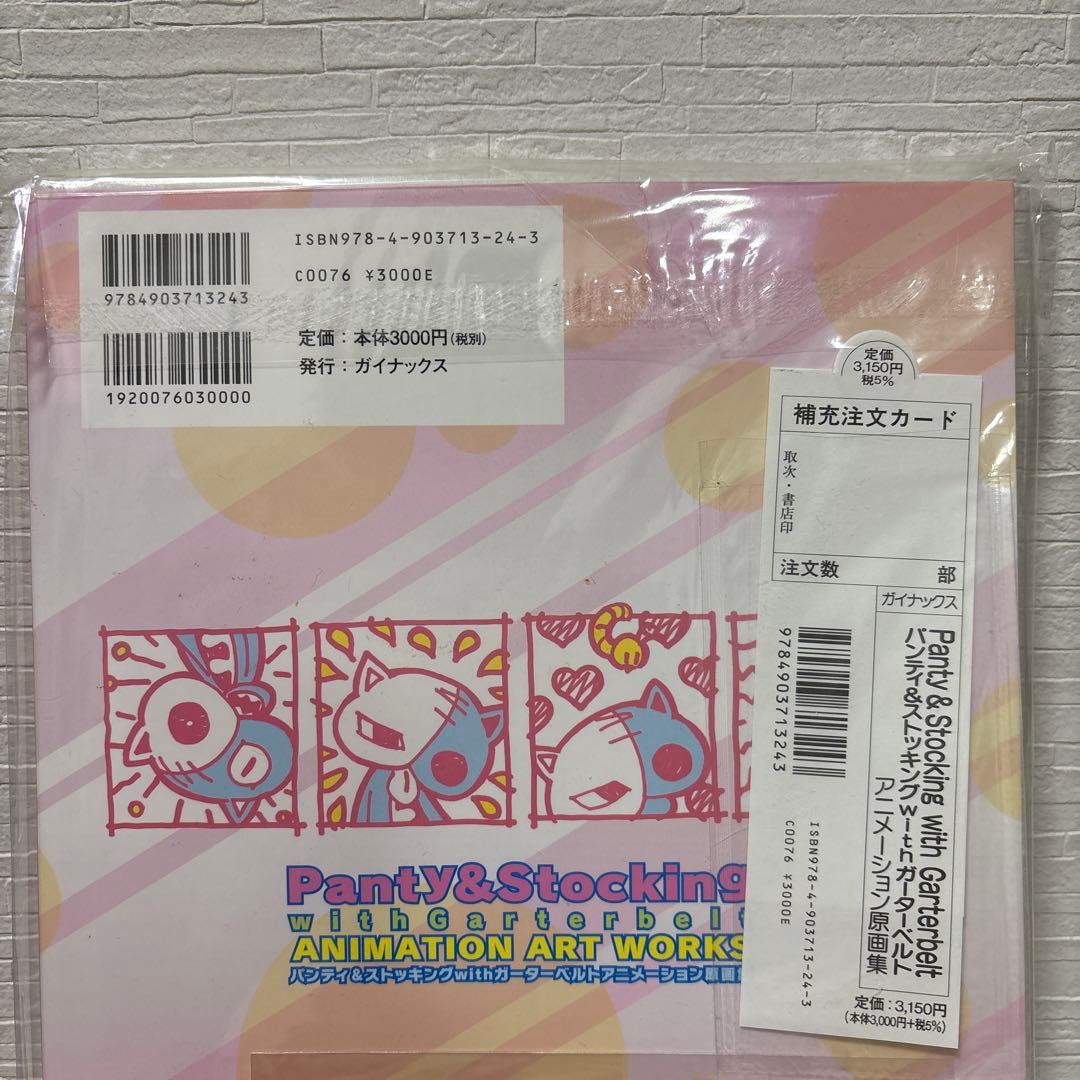 ISBN978-4-903713-24-3
C0076 ¥3000E
9784903713243
定価：本体3000円(税別)
発行：ガイナックス
1920076030000
定価
3,150円
税5%
補充注文カード
取次・書店印
注文数 部
ガイナックス
Panty&Stocking with Garterbelt
パンティ&ストッキングwithガーターベルト
アニメーション原画集
9784903713243
ISBN978-4-903713-24-3
C0076 ¥3000E
定価：3,150円
(本体3,000円+税5%)
Panty&Stocking
with Garterbelt
ANIMATION ART WORKS
パンティ&ストッキングwithガーターベルトアニメーション原画